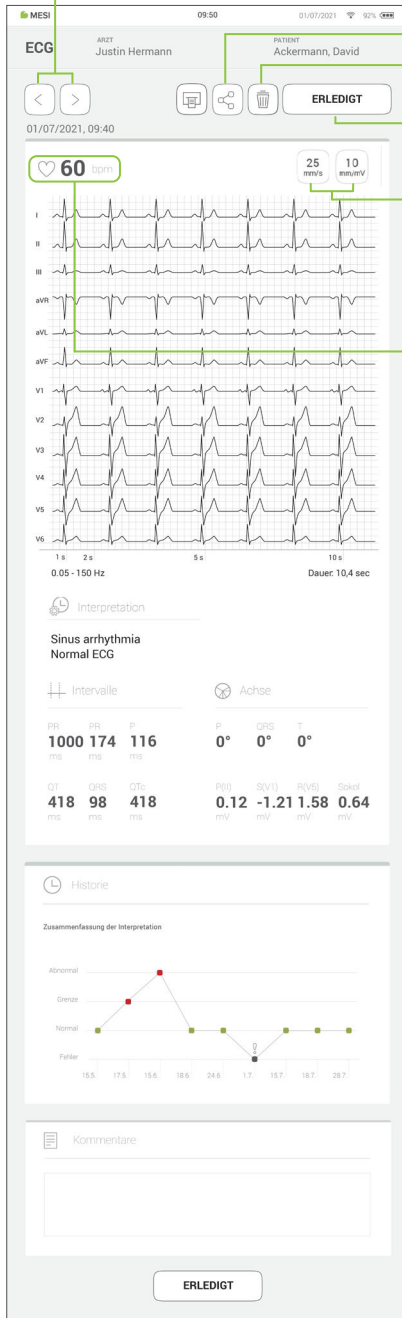 MESI 09:50 01/07/2021 92%
ECG
ARZT PATIENT
Justin Hermann Ackermann, David
ERLEDIGT
01/07/2021, 09:40
60 bpm
25 10
mm/s mm/mV
I
II
III
aVR
aVL
aVF
V1
V2
V3
V4
V5
V6
1 s 2 s 5 s 10 s
0.05 - 150 Hz Dauer: 10,4 sec
Interpretation
Sinus arrhythmia
Normal ECG
Intervalle Achse
PR PR P P QRS T
1000 174 116 0° 0° 0°
ms ms ms
QT QRS QTc P(II) S(V1) R(V5) Sokol
418 98 418 0.12 -1.21 1.58 0.64
ms ms ms mV mV mV mV
Historie
Zusammenfassung der Interpretation
Abnormal
Grenze
Normal
Fehler
15.5. 17.6. 15.6. 18.6. 24.6. 1.7. 15.7. 18.7. 28.7.
Kommentare
ERLEDIGT